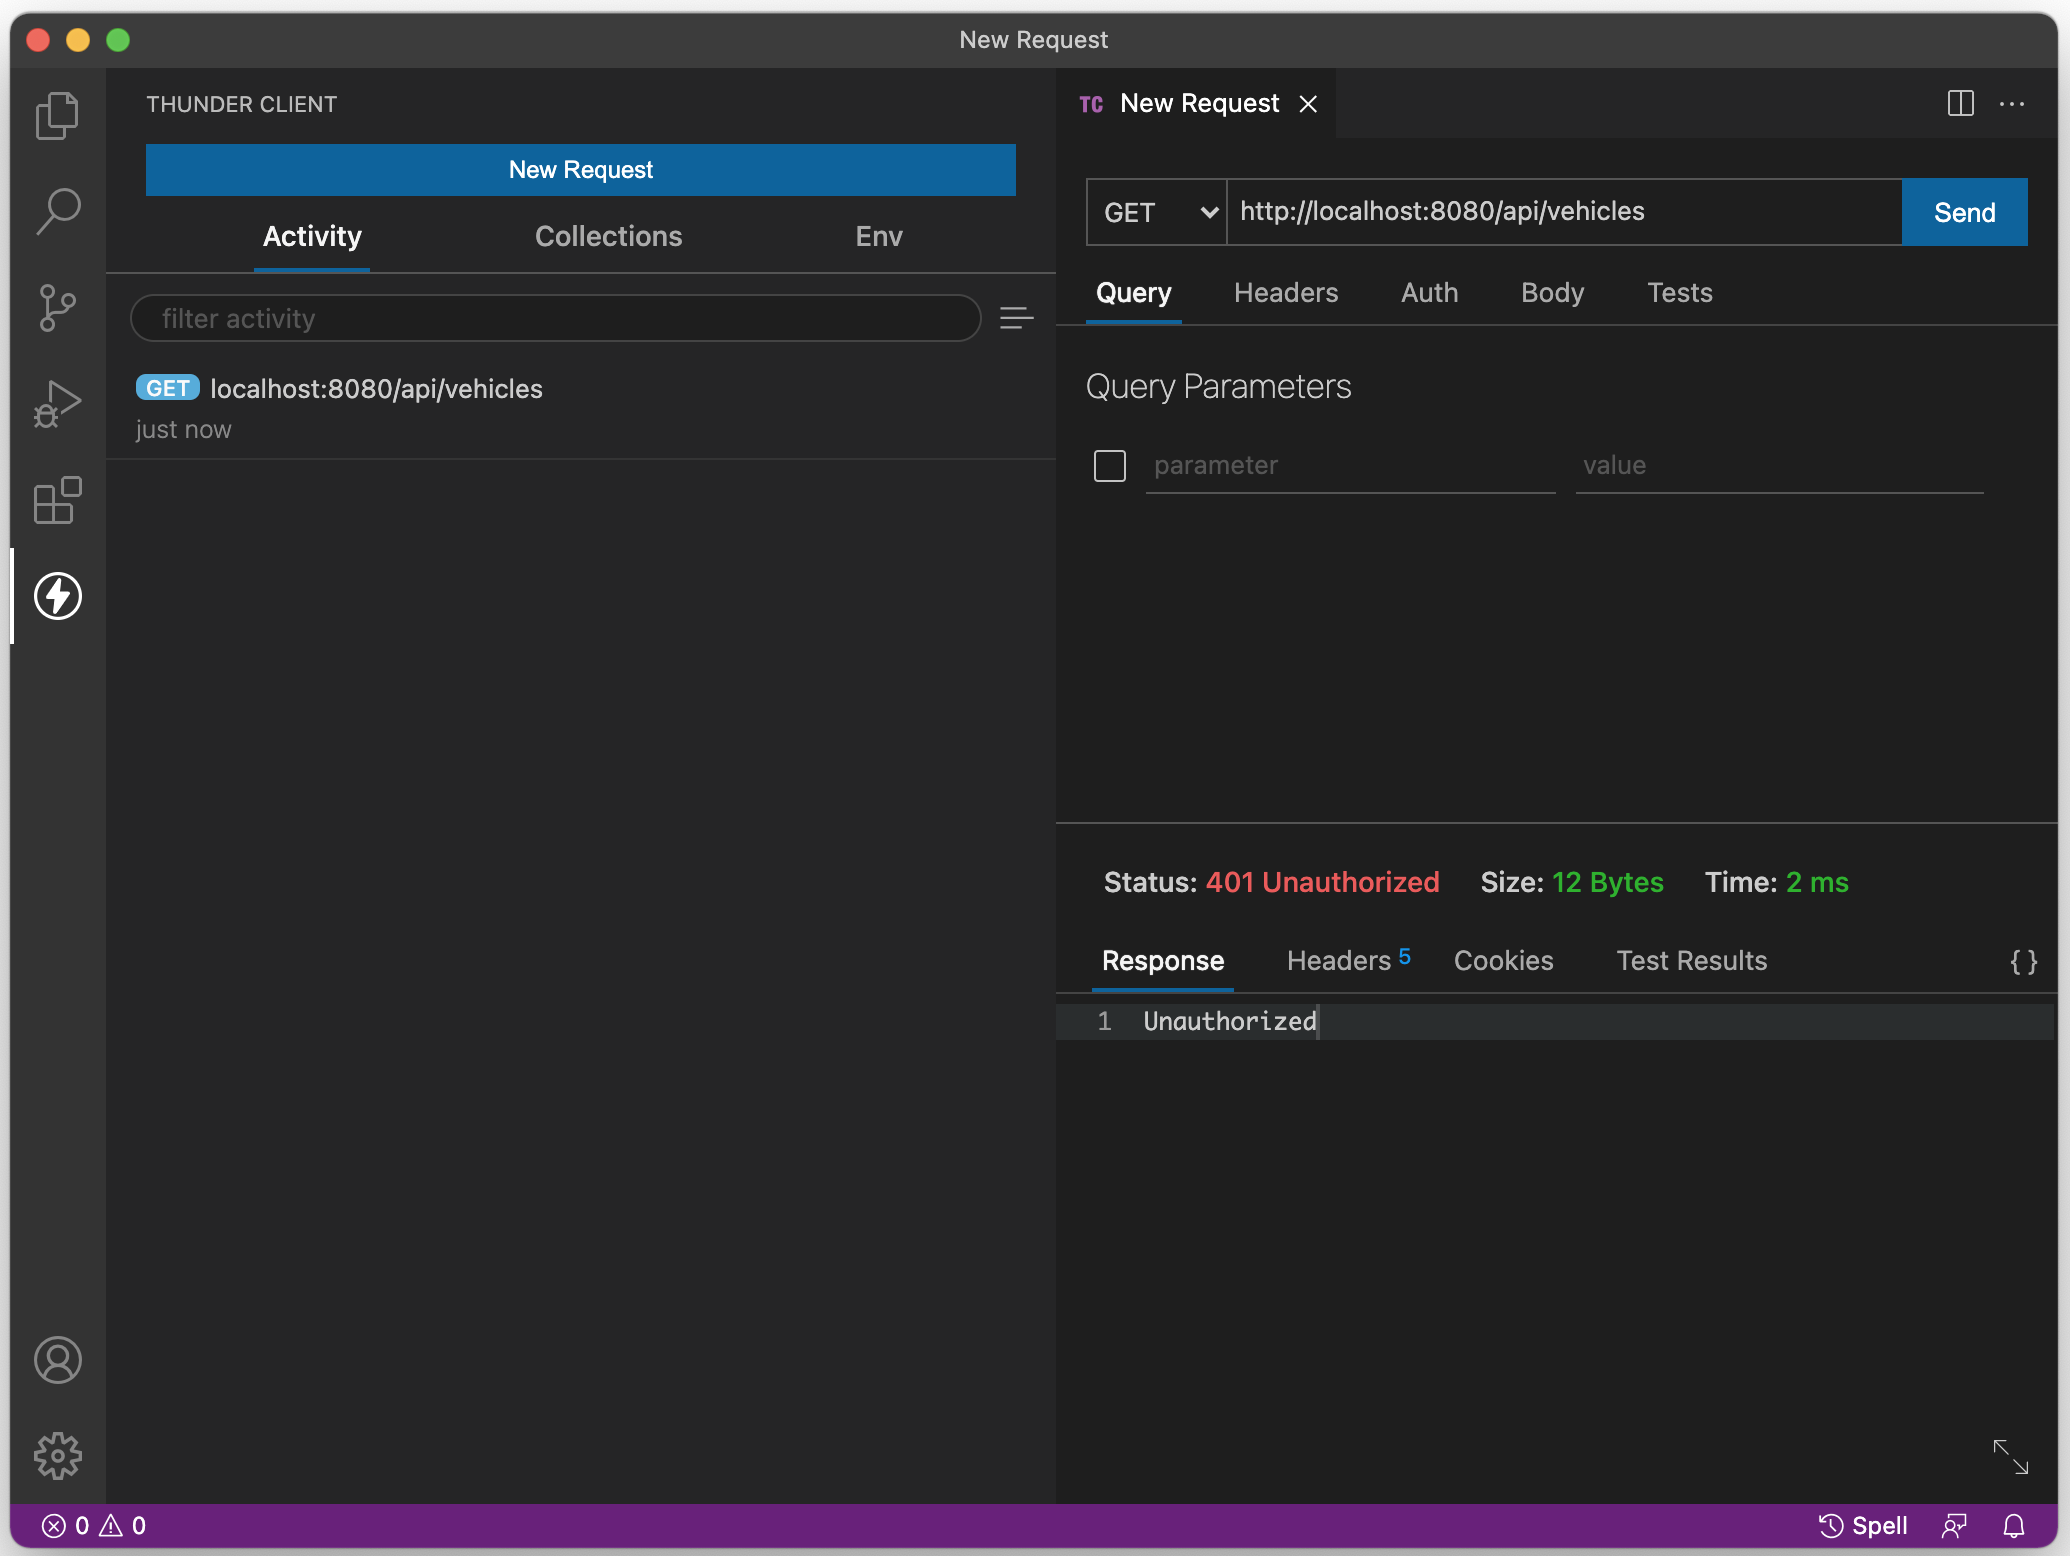 New Request
THUNDER CLIENT
New Request
Activity Collections Env
filter activity
GET localhost:8080/api/vehicles
just now
TC New Request
GET http://localhost:8080/api/vehicles Send
Query Headers Auth Body Tests
Query Parameters
parameter value
Status: 401 Unauthorized Size: 12 Bytes Time: 2 ms
Response Headers 5 Cookies Test Results { }
1 Unauthorized
0 0 Spell